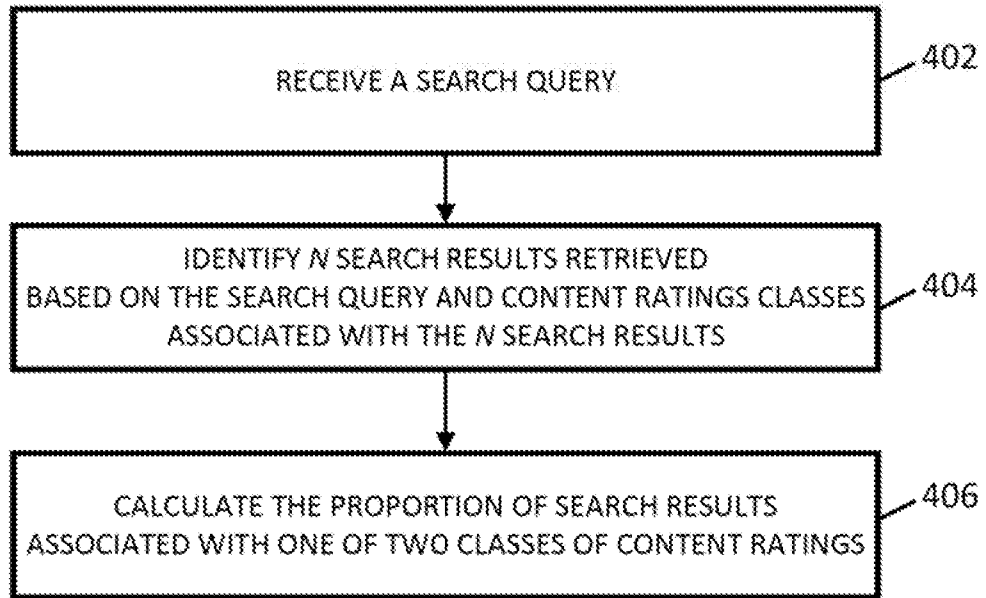 RECEIVE A SEARCH QUERY
402
IDENTIFY N SEARCH RESULTS RETRIEVED
BASED ON THE SEARCH QUERY AND CONTENT RATINGS CLASSES
ASSOCIATED WITH THE N SEARCH RESULTS
404
CALCULATE THE PROPORTION OF SEARCH RESULTS
ASSOCIATED WITH ONE OF TWO CLASSES OF CONTENT RATINGS
406